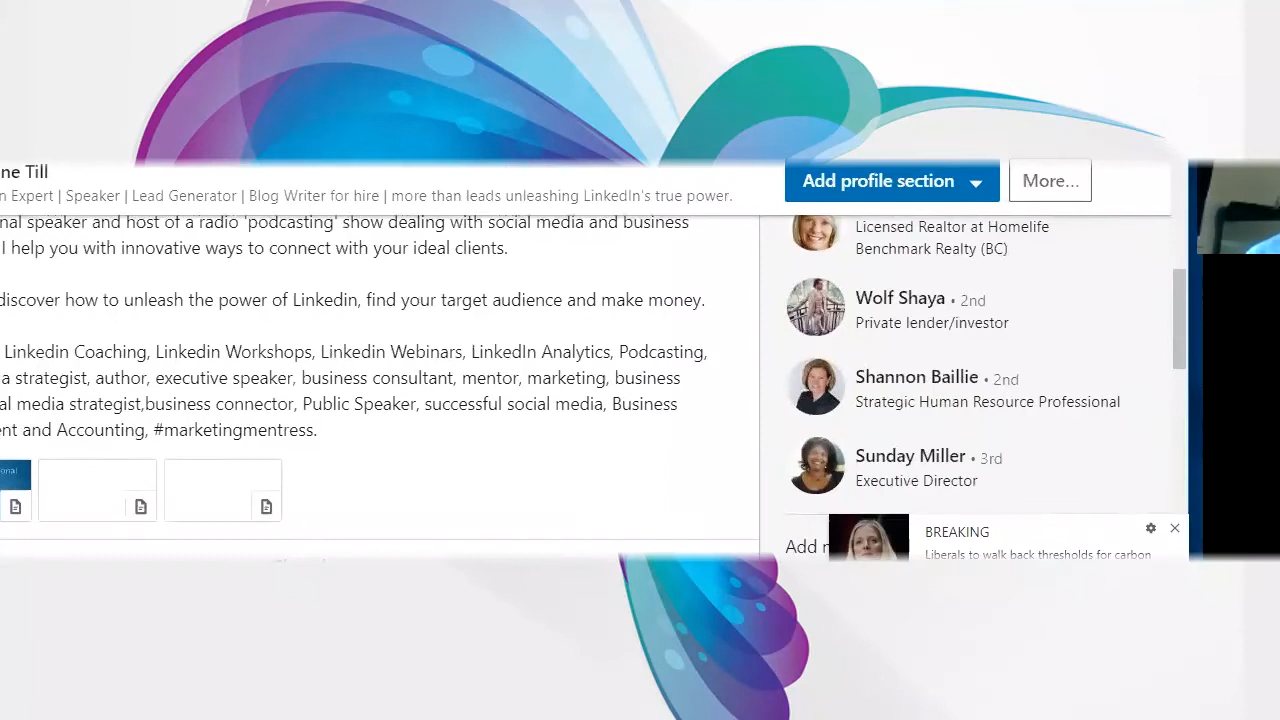 ne Till
n Expert | Speaker | Lead Generator | Blog Writer for hire | more than leads unleashing LinkedIn's true power.
Add profile section
More...
nal speaker and host of a radio 'podcasting' show dealing with social media and business
I help you with innovative ways to connect with your ideal clients.
discover how to unleash the power of Linkedin, find your target audience and make money.
Linkedin Coaching, Linkedin Workshops, Linkedin Webinars, LinkedIn Analytics, Podcasting,
a strategist, author, executive speaker, business consultant, mentor, marketing, business
al media strategist,business connector, Public Speaker, successful social media, Business
ent and Accounting, #marketingmentress.
onal
Licensed Realtor at Homelife
Benchmark Realty (BC)
Wolf Shaya • 2nd
Private lender/investor
Shannon Baillie • 2nd
Strategic Human Resource Professional
Sunday Miller • 3rd
Executive Director
Add
BREAKING
Liberals to walk back thresholds for carbon